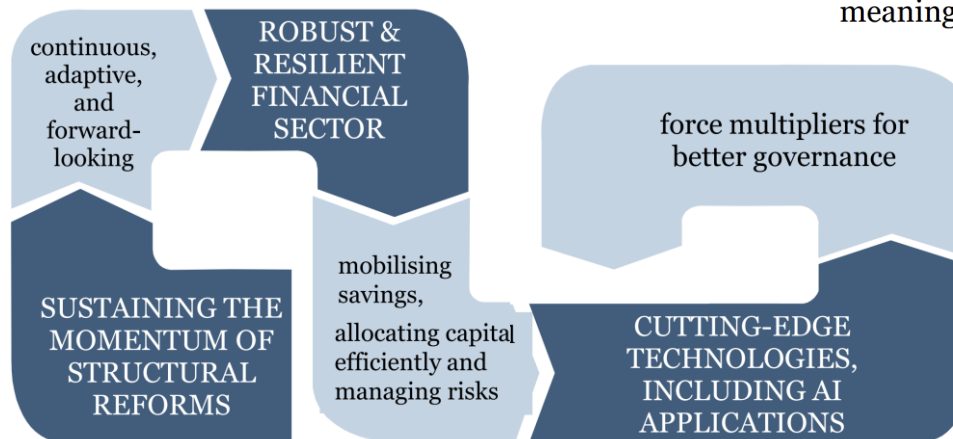 meaning
continuous,
adaptive,
and
forward-
looking
ROBUST &
RESILIENT
FINANCIAL
SECTOR
SUSTAINING THE
MOMENTUM OF
STRUCTURAL
REFORMS
mobilising
savings,
allocating capital
efficiently and
managing risks
force multipliers for
better governance
CUTTING-EDGE
TECHNOLOGIES,
INCLUDING AI
APPLICATIONS